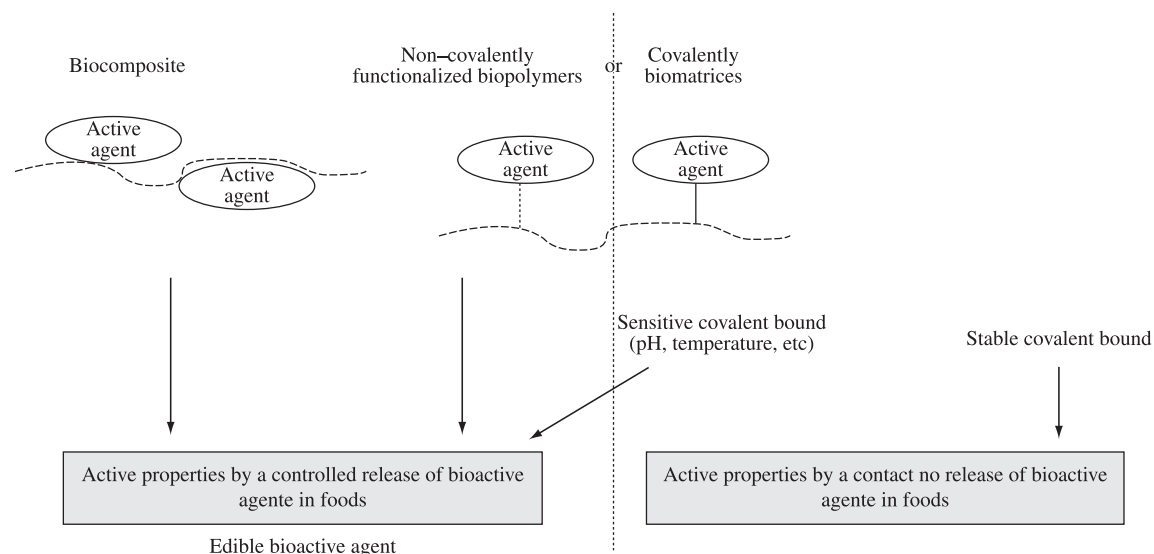 Biocomposite
Non–covalently
functionalized biopolymers
or
Covalently
biomatrices
Active
agent
Active
agent
Active
agent
Active
agent
Sensitive covalent bound
(pH, temperature, etc)
Stable covalent bound
Active properties by a controlled release of bioactive
agente in foods
Active properties by a contact no release of bioactive
agente in foods
Edible bioactive agent